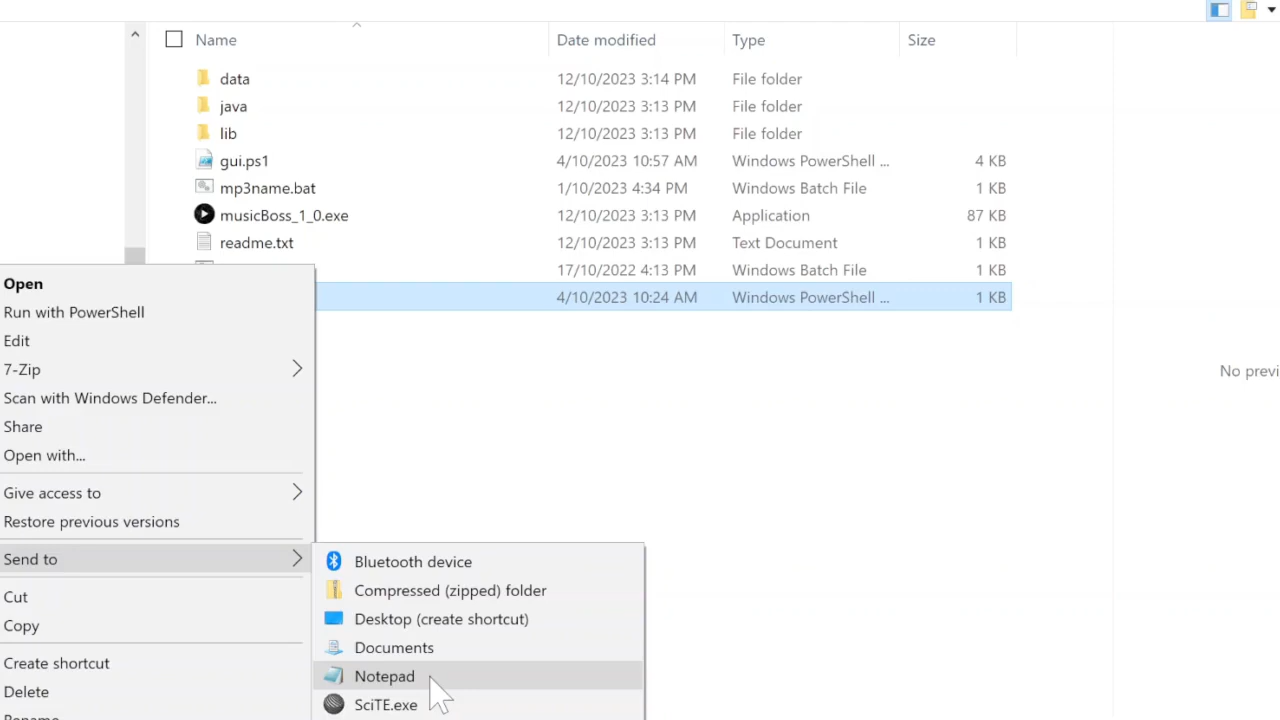 Name Date modified Type Size
data 12/10/2023 3:14 PM File folder
java 12/10/2023 3:13 PM File folder
lib 12/10/2023 3:13 PM File folder
gui.ps1 4/10/2023 10:57 AM Windows PowerShell ... 4 KB
mp3name.bat 1/10/2023 4:34 PM Windows Batch File 1 KB
musicBoss_1_0.exe 12/10/2023 3:13 PM Application 87 KB
readme.txt 12/10/2023 3:13 PM Text Document 1 KB
17/10/2022 4:13 PM Windows Batch File 1 KB
4/10/2023 10:24 AM Windows PowerShell ... 1 KB
No previ
Open
Run with PowerShell
Edit
7-Zip
Scan with Windows Defender...
Share
Open with...
Give access to
Restore previous versions
Send to
Cut
Copy
Create shortcut
Delete
Rename
Bluetooth device
Compressed (zipped) folder
Desktop (create shortcut)
Documents
Notepad
SciTE.exe